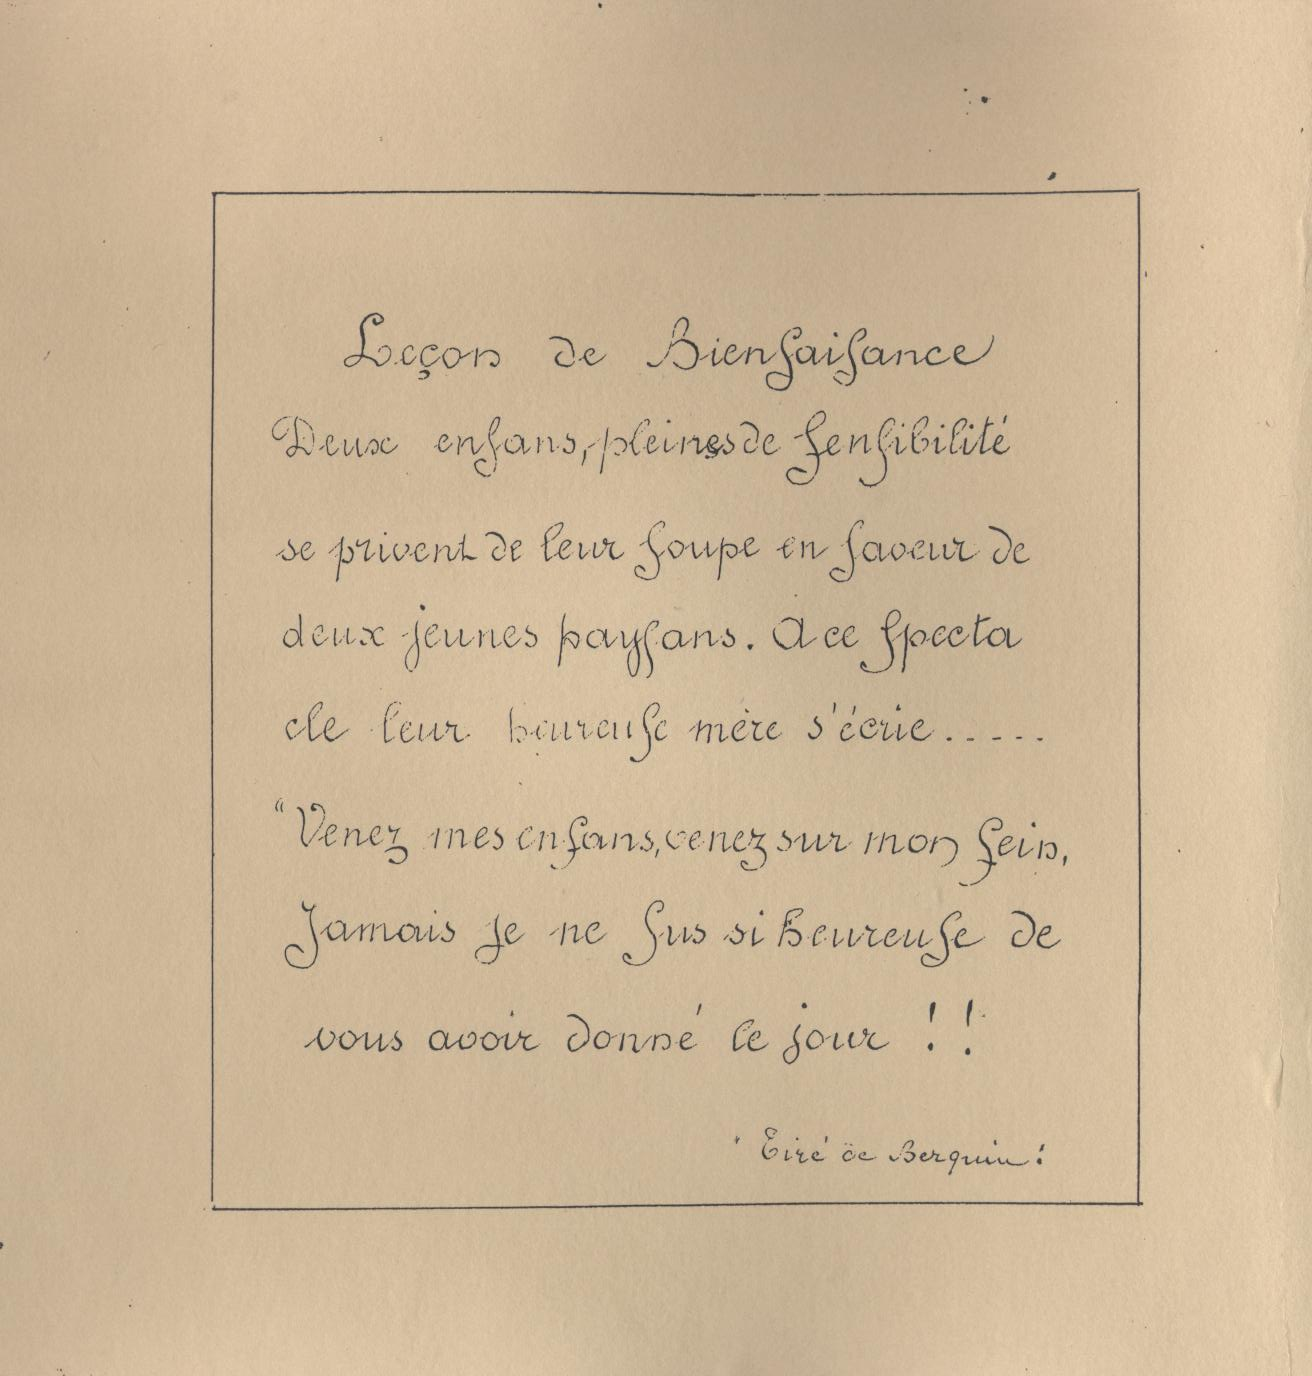 Leçon de Bienfaiſance
Deux enfans, pleines de ſenſibilité
se privent de leur ſoupe en faveur de
deux jeunes payſans. A ce ſpecta
cle leur heureuſe mère s'écrie.....
"Venez mes enfans, venez sur mon ſein,
Jamais je ne fus si heureuſe de
vous avoir donné le jour !!
" Tiré de Berquin: